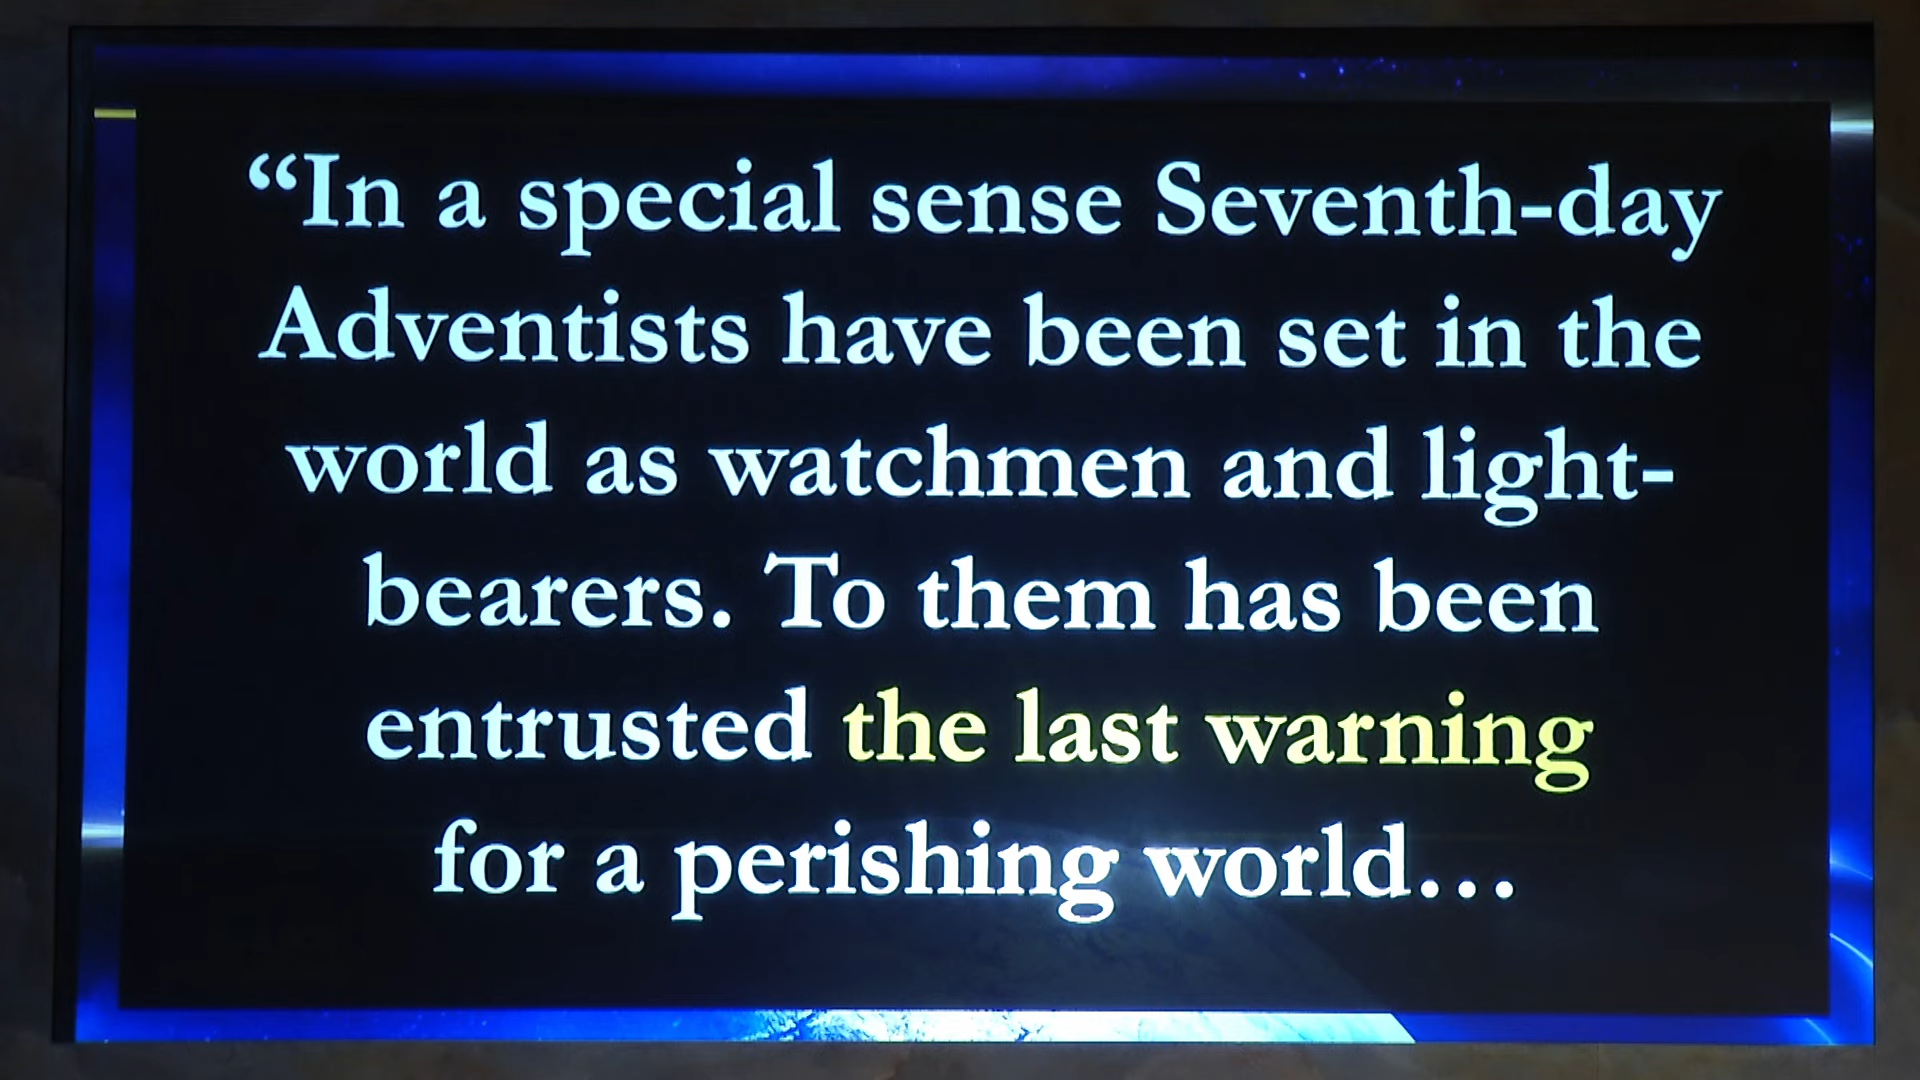 “In a special sense Seventh-day
Adventists have been set in the
world as watchmen and light-
bearers. To them has been
entrusted the last warning
for a perishing world…